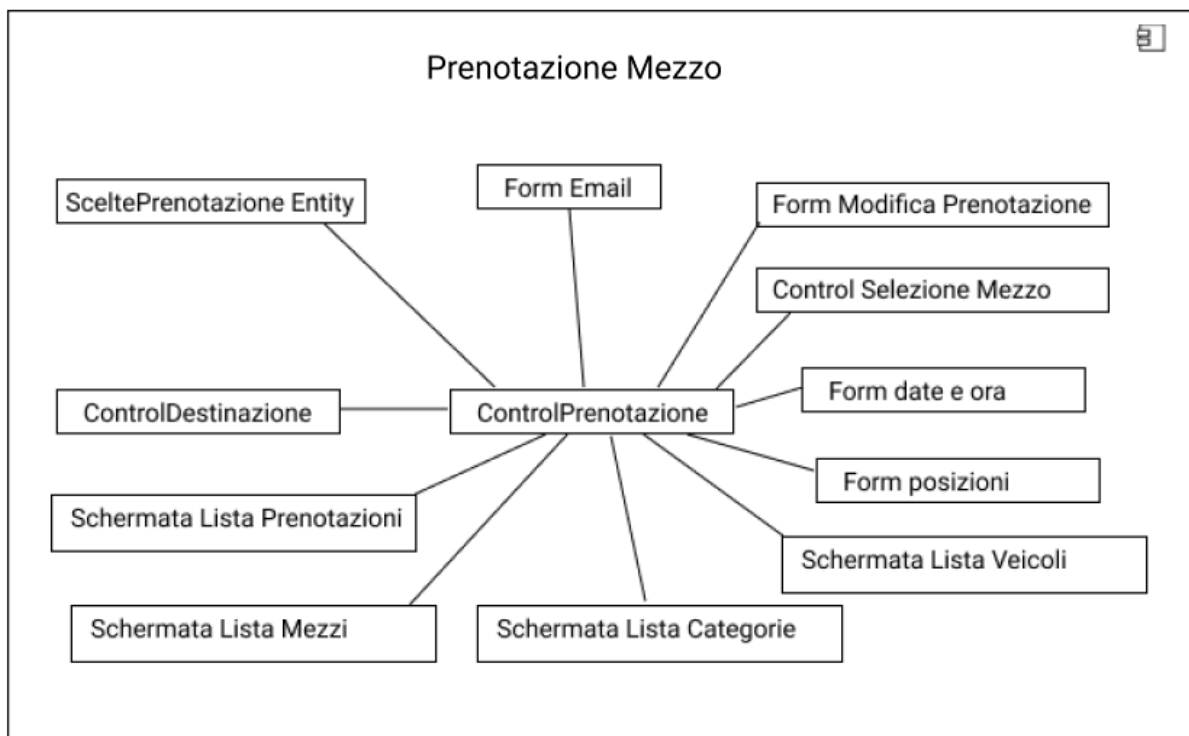 Prenotazione Mezzo
SceltePrenotazione Entity
Form Email
Form Modifica Prenotazione
Control Selezione Mezzo
Form date e ora
ControlDestinazione
ControlPrenotazione
Form posizioni
Schermata Lista Prenotazioni
Schermata Lista Veicoli
Schermata Lista Mezzi
Schermata Lista Categorie